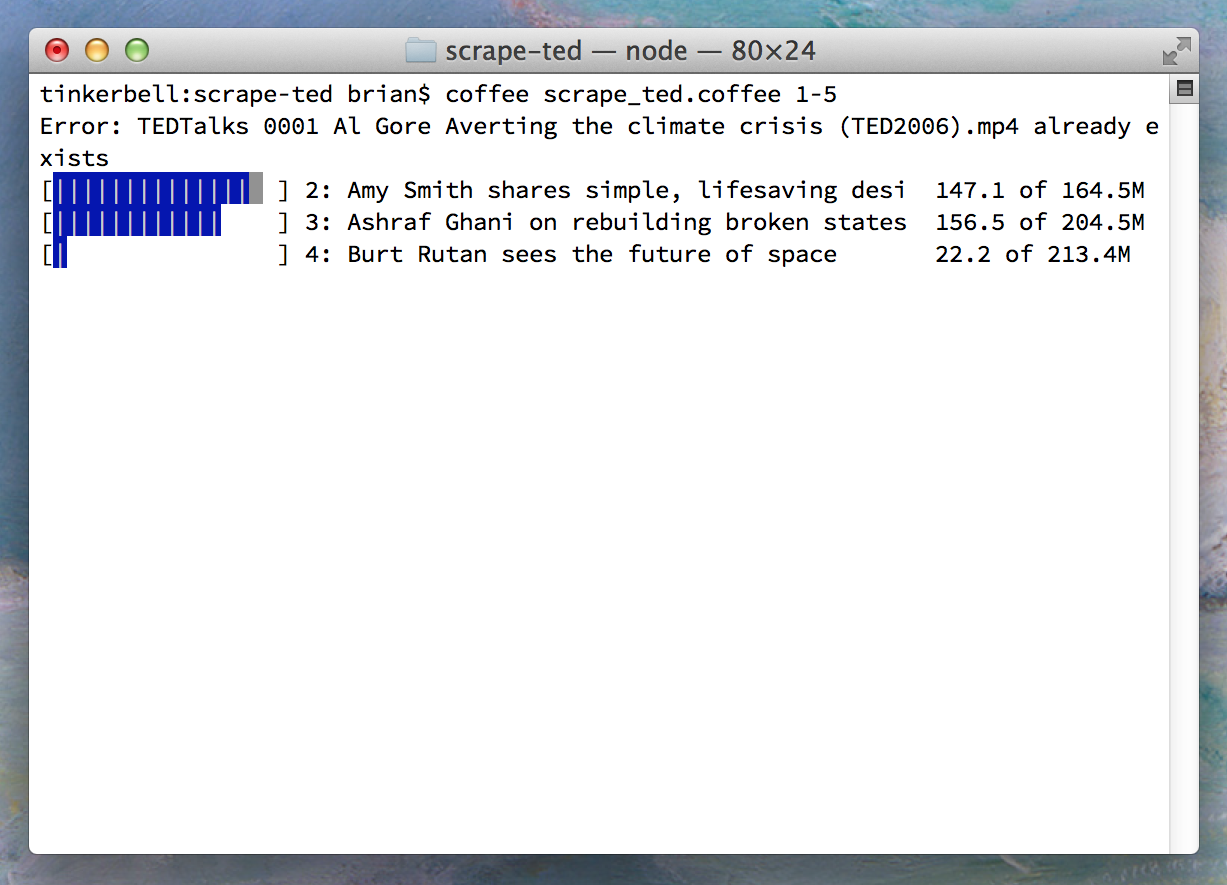 scrape-ted — node — 80×24
tinkerbell:scrape-ted brian$ coffee scrape_ted.coffee 1-5
Error: TEDTalks 0001 Al Gore Averting the climate crisis (TED2006).mp4 already e
xists
[|||||||||||||| ] 2: Amy Smith shares simple, lifesaving desi  147.1 of 164.5M
[||||||||||||    ] 3: Ashraf Ghani on rebuilding broken states  156.5 of 204.5M
[|               ] 4: Burt Rutan sees the future of space       22.2 of 213.4M